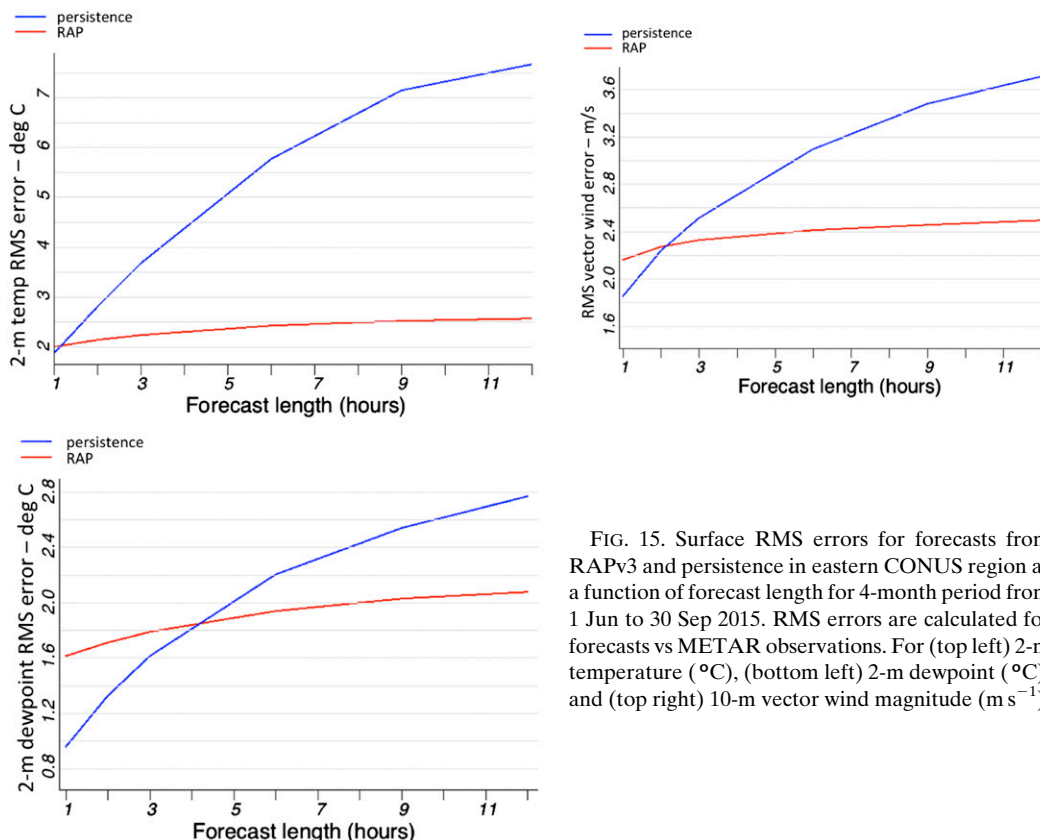 persistence
RAP
2-m temp RMS error – deg C
7
6
5
4
3
2
1 3 5 7 9 11
Forecast length (hours)
persistence
RAP
RMS vector wind error – m/s
3.6
3.2
2.8
2.4
2.0
1.6
1 3 5 7 9 11
Forecast length (hours)
persistence
RAP
2-m dewpoint RMS error – deg C
2.8
2.4
2.0
1.6
1.2
0.8
1 3 5 7 9 11
Forecast length (hours)
FIG. 15. Surface RMS errors for forecasts from
RAPv3 and persistence in eastern CONUS region a
a function of forecast length for 4-month period from
1 Jun to 30 Sep 2015. RMS errors are calculated fo
forecasts vs METAR observations. For (top left) 2-m
temperature (°C), (bottom left) 2-m dewpoint (°C)
and (top right) 10-m vector wind magnitude (m s−1)